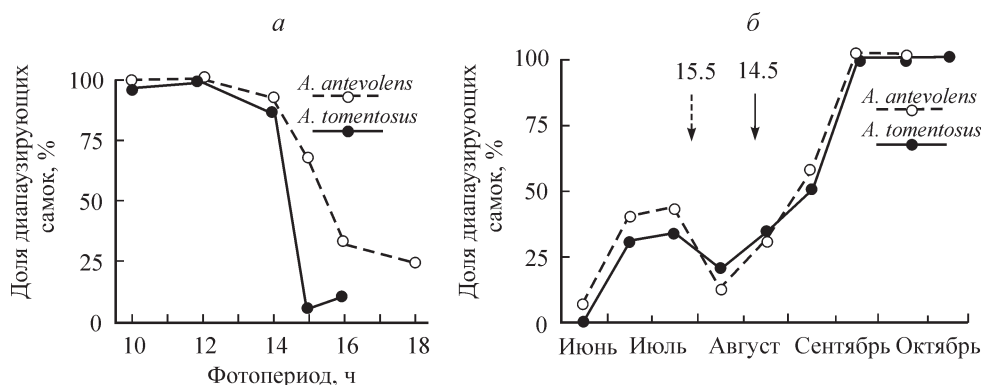 а
Доля диапаузирующих
самок, %
100
75
50
25
0
A. antevolens
A. tomentosus
10 12 14 16 18
Фотопериод, ч
б
Доля диапаузирующих
самок, %
100
75
50
25
0
15.5 14.5
A. antevolens
A. tomentosus
Июнь Июль Август Сентябрь Октябрь